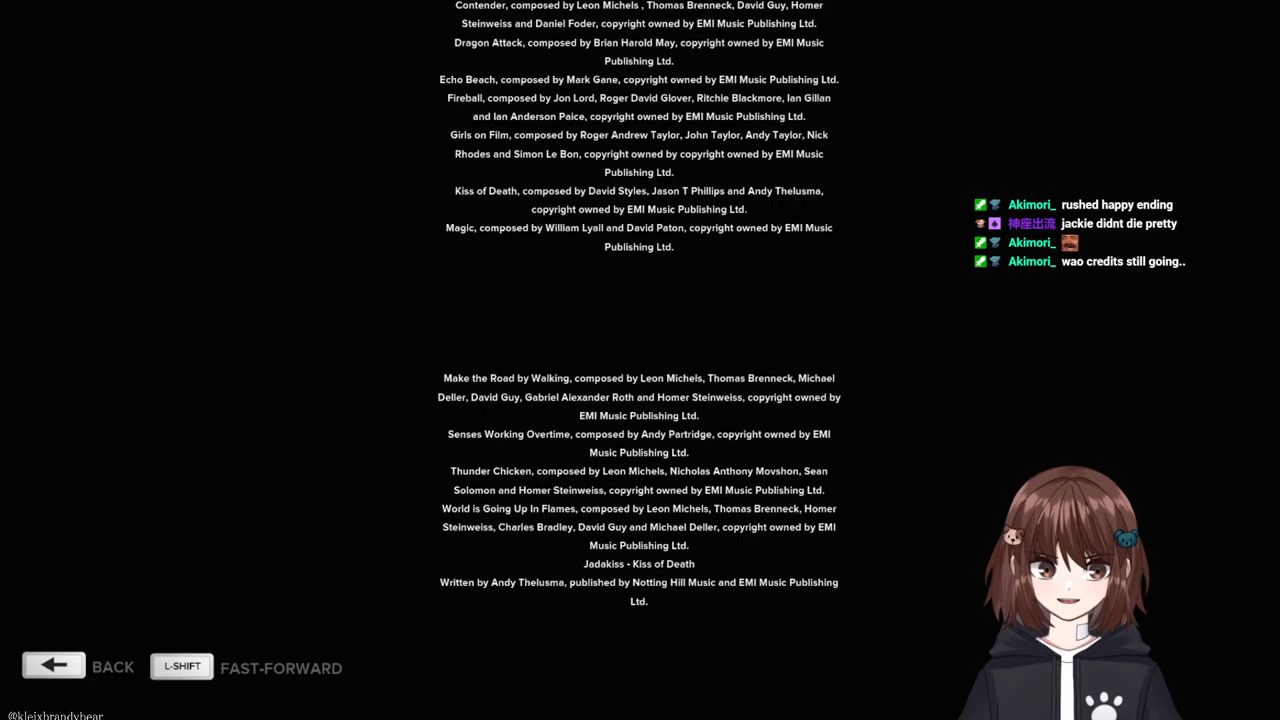 Contender, composed by Leon Michels , Thomas Brenneck, David Guy, Homer
Steinweiss and Daniel Foder, copyright owned by EMI Music Publishing Ltd.
Dragon Attack, composed by Brian Harold May, copyright owned by EMI Music
Publishing Ltd.
Echo Beach, composed by Mark Gane, copyright owned by EMI Music Publishing Ltd.
Fireball, composed by Jon Lord, Roger David Glover, Ritchie Blackmore, Ian Gillan
and Ian Anderson Paice, copyright owned by EMI Music Publishing Ltd.
Girls on Film, composed by Roger Andrew Taylor, John Taylor, Andy Taylor, Nick
Rhodes and Simon Le Bon, copyright owned by copyright owned by EMI Music
Publishing Ltd.
Kiss of Death, composed by David Styles, Jason T Phillips and Andy Thelusma,
copyright owned by EMI Music Publishing Ltd.
Magic, composed by William Lyall and David Paton, copyright owned by EMI Music
Publishing Ltd.
Make the Road by Walking, composed by Leon Michels, Thomas Brenneck, Michael
Deller, David Guy, Gabriel Alexander Roth and Homer Steinweiss, copyright owned by
EMI Music Publishing Ltd.
Senses Working Overtime, composed by Andy Partridge, copyright owned by EMI
Music Publishing Ltd.
Thunder Chicken, composed by Leon Michels, Nicholas Anthony Movshon, Sean
Solomon and Homer Steinweiss, copyright owned by EMI Music Publishing Ltd.
World is Going Up In Flames, composed by Leon Michels, Thomas Brenneck, Homer
Steinweiss, Charles Bradley, David Guy and Michael Deller, copyright owned by EMI
Music Publishing Ltd.
Jadakiss - Kiss of Death
Written by Andy Thelusma, published by Notting Hill Music and EMI Music Publishing
Ltd.
Akimori_ rushed happy ending
神座出流 jackie didnt die pretty
Akimori_
Akimori_ wao credits still going..
BACK L-SHIFT FAST-FORWARD
@kleixbrandybear